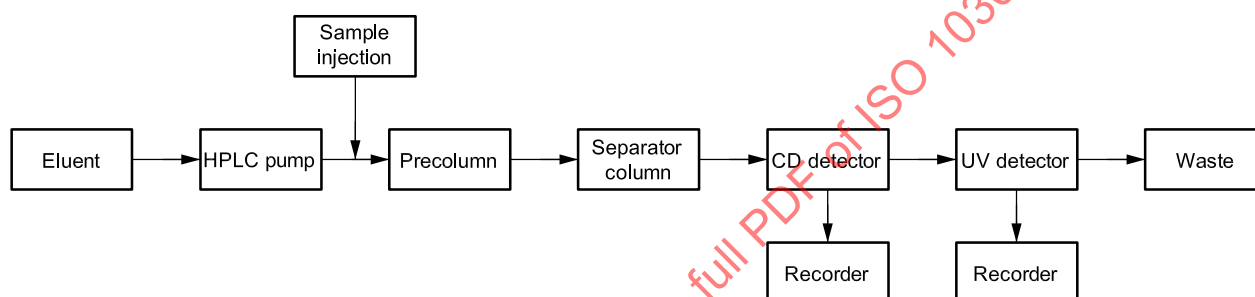 Sample
injection
Eluent
HPLC pump
Precolumn
Separator
column
CD detector
UV detector
Waste
Recorder
Recorder
full PDF of ISO